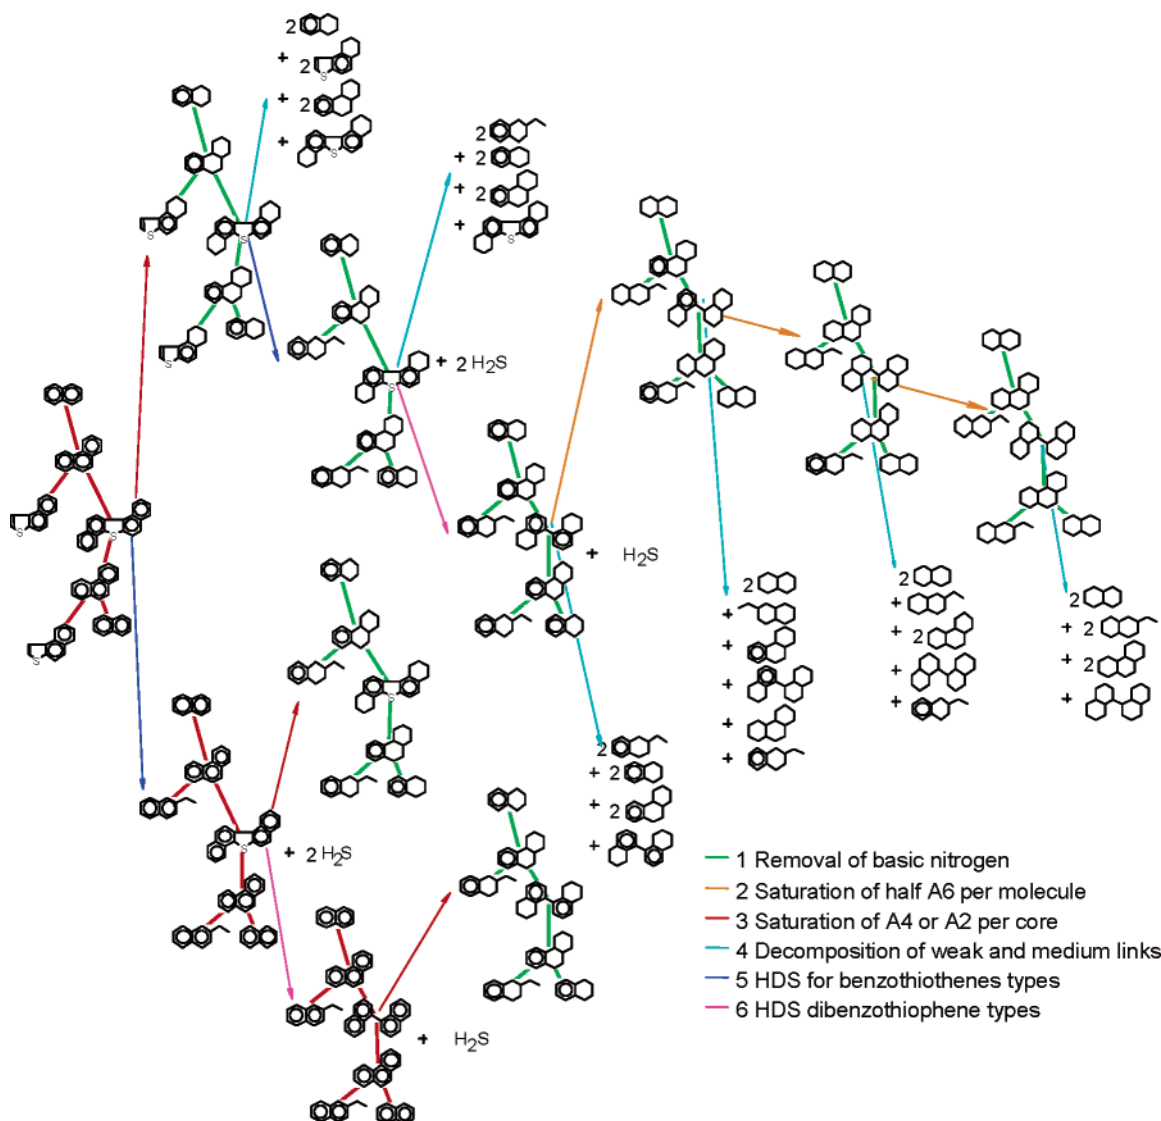 2
+ 2
S
+ 2
+
S
2
+ 2
+ 2
+
S
S
S
S
+ 2 H2S
S
S
S
S
+ H2S
S
2
+
+
+
+
+
2
+
+ 2
+
+
2
+ 2
+ 2
+
2
+ 2
+ 2
+
S
+ 2 H2S
+ H2S
1 Removal of basic nitrogen
2 Saturation of half A6 per molecule
3 Saturation of A4 or A2 per core
4 Decomposition of weak and medium links
5 HDS for benzothiothenes types
6 HDS dibenzothiophene types